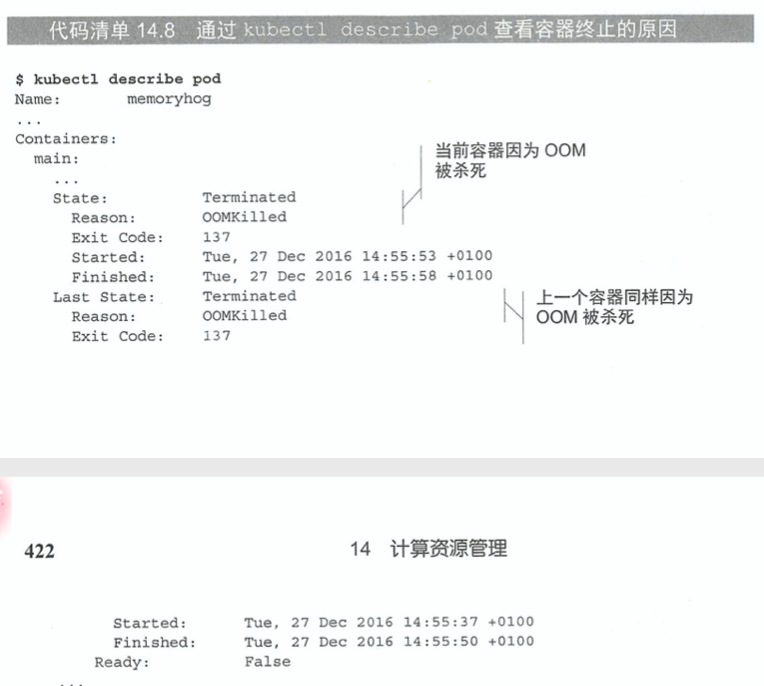 代码清单 14.8 通过 kubectl describe pod 查看容器终止的原因
$ kubectl describe pod
Name: memoryhog
...
Containers:
main:
...
当前容器因为 OOM
被杀死
State: Terminated
Reason: OOMKilled
Exit Code: 137
Started: Tue, 27 Dec 2016 14:55:53 +0100
Finished: Tue, 27 Dec 2016 14:55:58 +0100
Last State: Terminated
Reason: OOMKilled
Exit Code: 137
上一个容器同样因为
OOM 被杀死
422 14 计算资源管理
Started: Tue, 27 Dec 2016 14:55:37 +0100
Finished: Tue, 27 Dec 2016 14:55:50 +0100
Ready: False
...